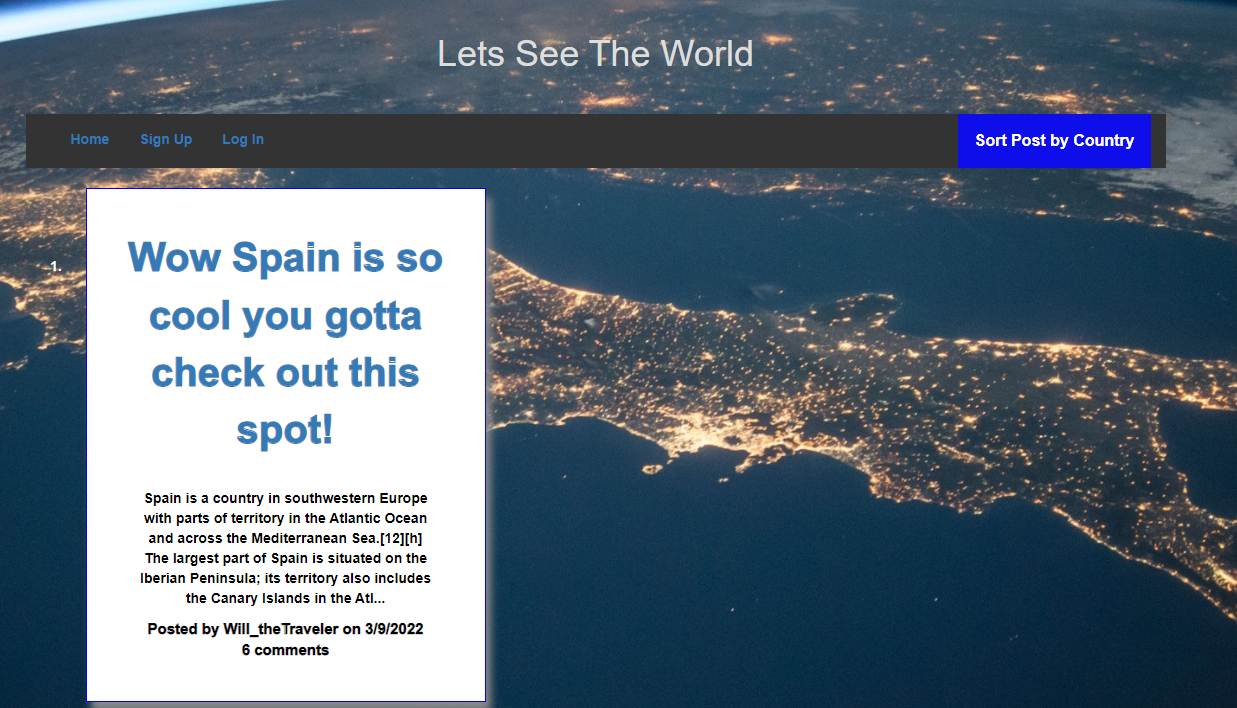 Lets See The World
Home Sign Up Log In Sort Post by Country
1.
Wow Spain is so
cool you gotta
check out this
spot!
Spain is a country in southwestern Europe
with parts of territory in the Atlantic Ocean
and across the Mediterranean Sea.[12][h]
The largest part of Spain is situated on the
Iberian Peninsula; its territory also includes
the Canary Islands in the Atl...
Posted by Will_theTraveler on 3/9/2022
6 comments